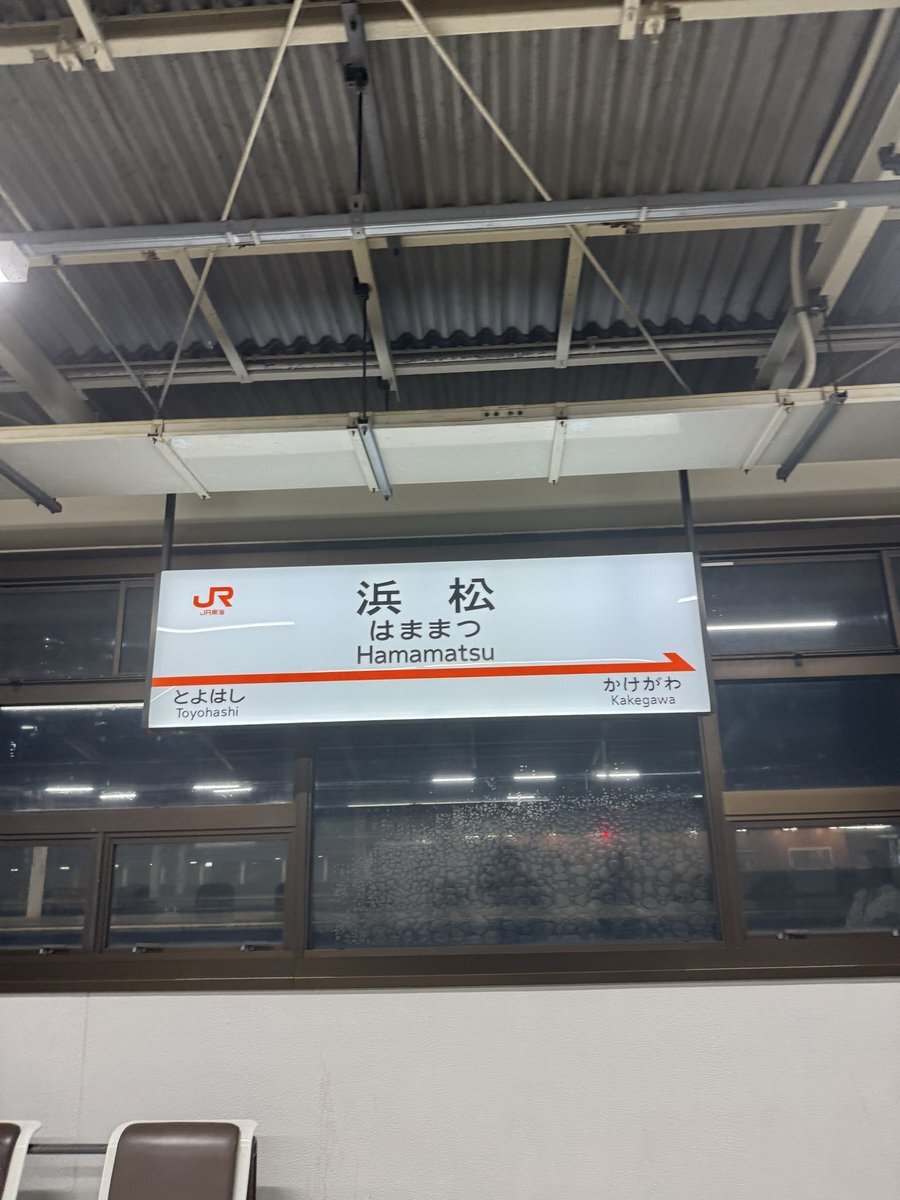 JR
JR東海
浜松
はままつ
Hamamatsu
とよはし
Toyohashi
かけがわ
Kakegawa